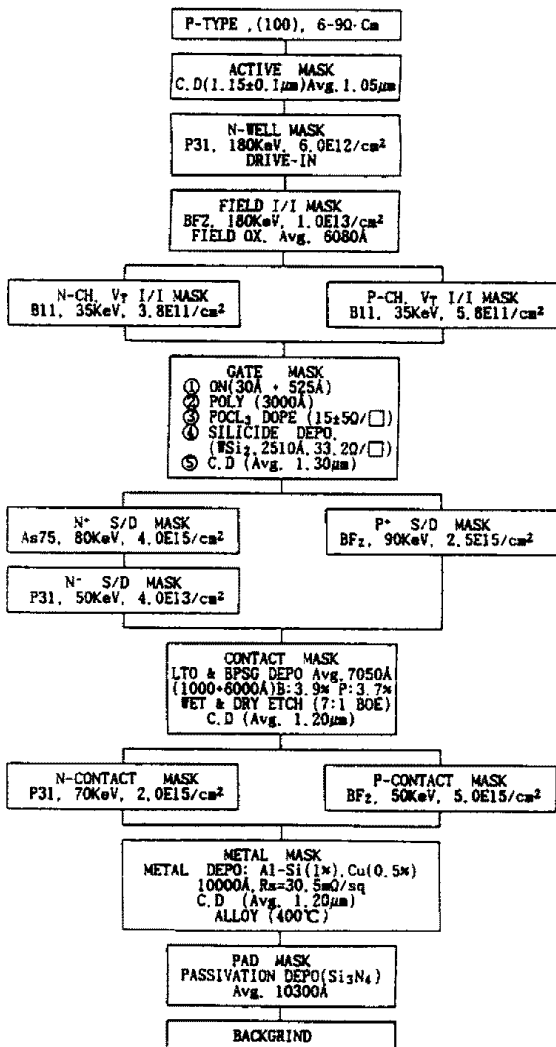 P-TYPE ,(100), 6-9Ω·Cm
ACTIVE MASK
C.D(1.15±0.1μm)Avg.1.05μm
N-WELL MASK
P31, 180KeV, 6.0E12/cm²
DRIVE-IN
FIELD I/I MASK
BF2, 180KeV, 1.0E13/cm²
FIELD OX. Avg. 6080Å
N-CH, V_T I/I MASK
B11, 35KeV, 3.8E11/cm²
P-CH, V_T I/I MASK
B11, 35KeV, 5.8E11/cm²
GATE MASK
① ON(30Å + 525Å)
② POLY (3000Å)
③ POCL₃ DOPE (15±5Ω/□)
④ SILICIDE DEPO.
(WSi₂, 2510Å, 33.2Ω/□)
⑤ C.D (Avg. 1.30μm)
N⁺ S/D MASK
As75, 80KeV, 4.0E15/cm²
P⁺ S/D MASK
BF₂, 90KeV, 2.5E15/cm²
N⁻ S/D MASK
P31, 50KeV, 4.0E13/cm²
CONTACT MASK
LTO & BPSG DEPO Avg.7050Å
(1000+6000Å)B:3.9% P:3.7%
WET & DRY ETCH (7:1 BOE)
C.D (Avg. 1.20μm)
N-CONTACT MASK
P31, 70KeV, 2.0E15/cm²
P-CONTACT MASK
BF₂, 50KeV, 5.0E15/cm²
METAL MASK
METAL DEPO: Al-Si(1%).Cu(0.5%)
10000Å, Rs=30.5mΩ/sq
C.D (Avg. 1.20μm)
ALLOY (400℃)
PAD MASK
PASSIVATION DEPO(Si₃N₄)
Avg. 10300Å
BACKGRIND